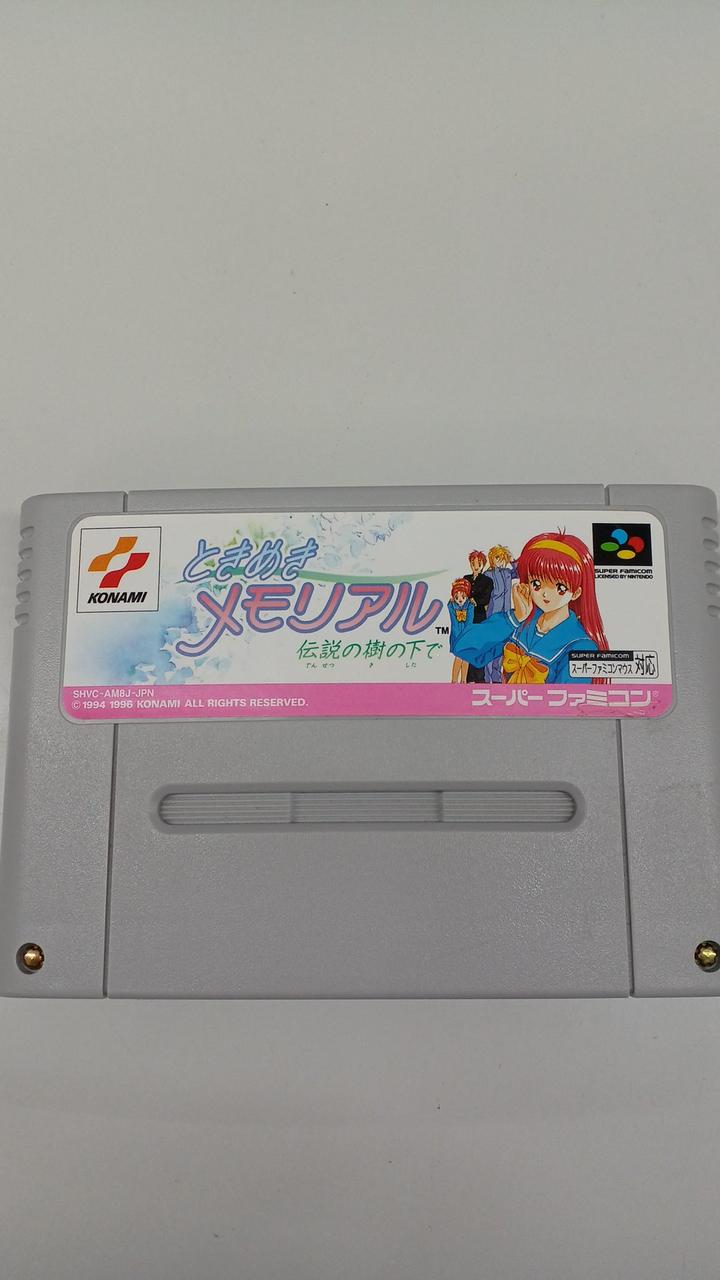 KONAMI
ときめき
メモリアル™
伝説の樹の下で
でん せつ き した
SUPER FAMICOM
LICENSED BY NINTENDO
SUPER FAMICOM
スーパーファミコンマウス 対応
SHVC-AM8J-JPN
© 1994 1996 KONAMI ALL RIGHTS RESERVED.
スーパーファミコン®